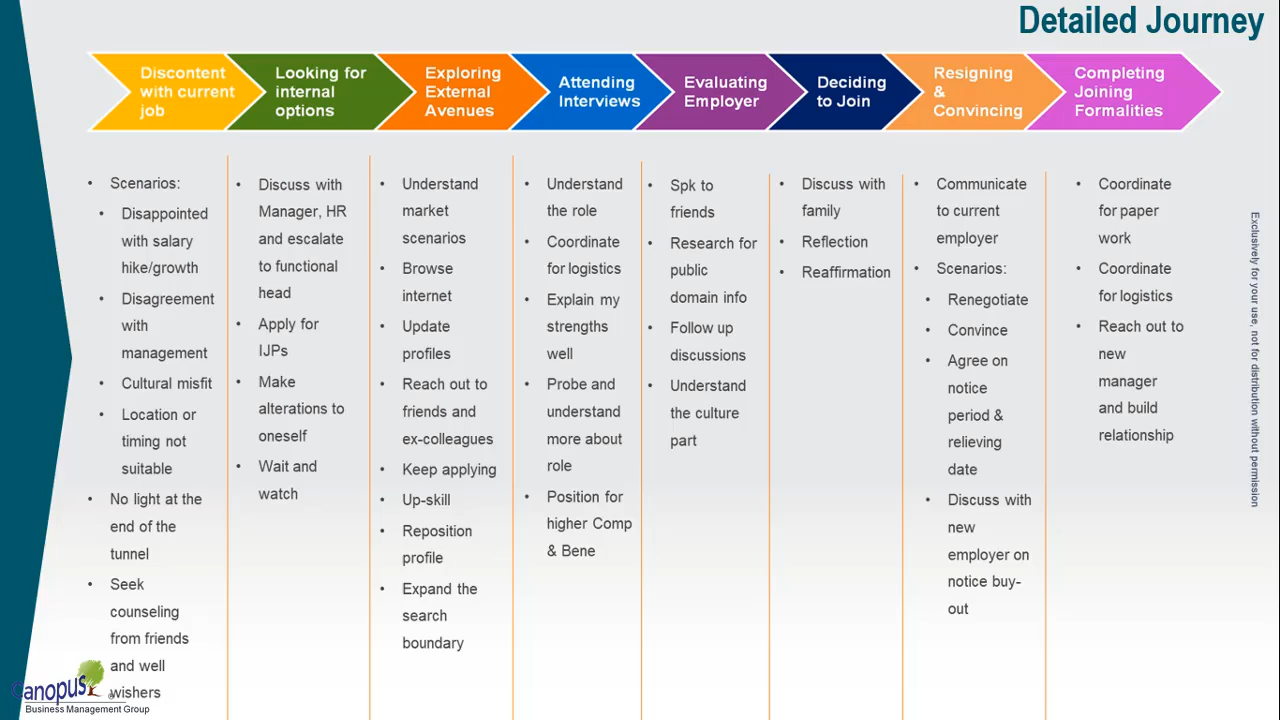 Detailed Journey
Discontent
with current
job
Looking for
internal
options
Exploring
External
Avenues
Attending
Interviews
Evaluating
Employer
Deciding
to Join
Resigning
&
Convincing
Completing
Joining
Formalities
• Scenarios:
• Disappointed
with salary
hike/growth
• Disagreement
with
management
• Cultural misfit
• Location or
timing not
suitable
• No light at the
end of the
tunnel
• Seek
counseling
from friends
and well
wishers
• Discuss with
Manager, HR
and escalate
to functional
head
• Apply for
IJPs
• Make
alterations to
oneself
• Wait and
watch
• Understand
market
scenarios
• Browse
internet
• Update
profiles
• Reach out to
friends and
ex-colleagues
• Keep applying
• Up-skill
• Reposition
profile
• Expand the
search
boundary
• Understand
the role
• Coordinate
for logistics
• Explain my
strengths
well
• Probe and
understand
more about
role
• Position for
higher Comp
& Bene
• Spk to
friends
• Research for
public
domain info
• Follow up
discussions
• Understand
the culture
part
• Discuss with
family
• Reflection
• Reaffirmation
• Communicate
to current
employer
• Scenarios:
• Renegotiate
• Convince
• Agree on
notice
period &
relieving
date
• Discuss with
new
employer on
notice buy-
out
• Coordinate
for paper
work
• Coordinate
for logistics
• Reach out to
new
manager
and build
relationship
Exclusively for your use, not for distribution without permission
Canopus ®
Business Management Group